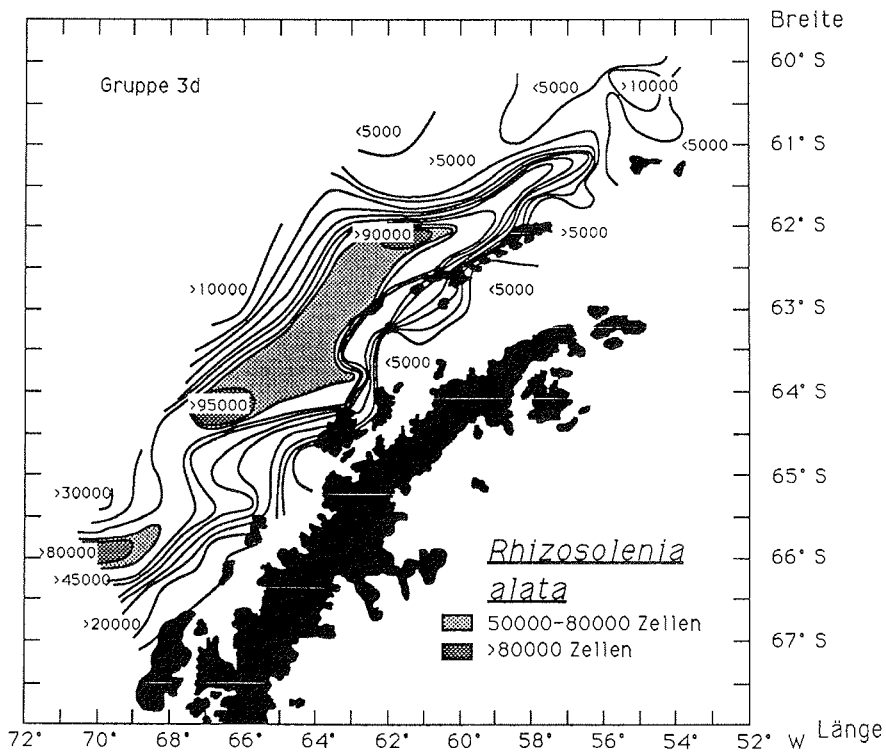 Breite
60° S
Gruppe 3d
<5000
>10000
<5000
<5000
61° S
>5000
62° S
>90000
>5000
>10000
<5000
63° S
<5000
64° S
>95000
65° S
>30000
>80000
66° S
>45000
Rhizosolenia
alata
>20000
50000-80000 Zellen
>80000 Zellen
67° S
72° 70° 68° 66° 64° 62° 60° 58° 56° 54° 52° W Länge